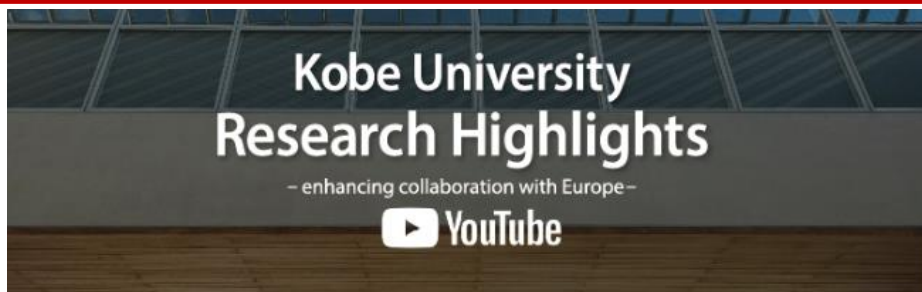 Kobe University
Research Highlights
– enhancing collaboration with Europe–
YouTube